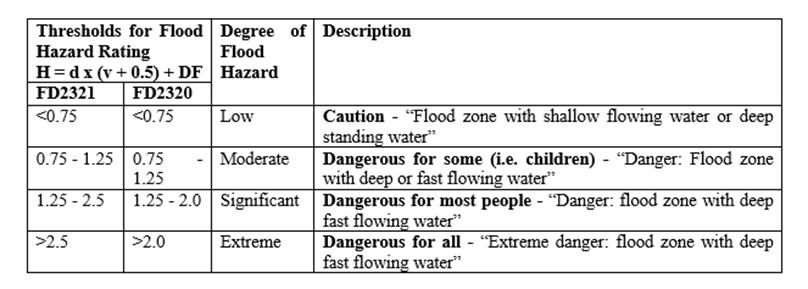 Thresholds for Flood Hazard Rating H = d x (v + 0.5) + DF
Degree of Flood Hazard
Description
FD2321 FD2320
<0.75 <0.75 Low Caution - “Flood zone with shallow flowing water or deep
standing water”
0.75 - 1.25 0.75 - 1.25 Moderate Dangerous for some (i.e. children) - “Danger: Flood zone
with deep or fast flowing water”
1.25 - 2.5 1.25 - 2.0 Significant Dangerous for most people - “Danger: flood zone with deep
fast flowing water”
>2.5 >2.0 Extreme Dangerous for all - “Extreme danger: flood zone with deep
fast flowing water”